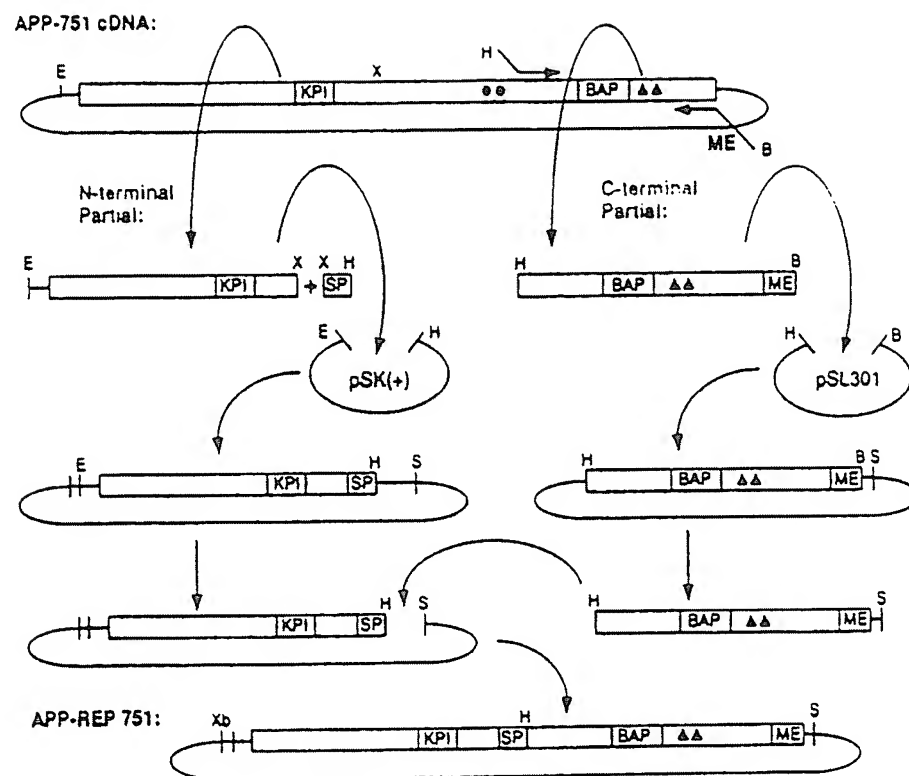 APP-751 cDNA:
H
E X
KPI BAP
ME B
N-terminal
Partial:
C-terminal
Partial:
E X X H H B
KPI + SP BAP ME
E H H B
pSK(+) pSL301
E H S H B S
KPI SP BAP ME
H S H S
KPI SP BAP ME
APP-REP 751:
Xb H S
KPI SP BAP ME